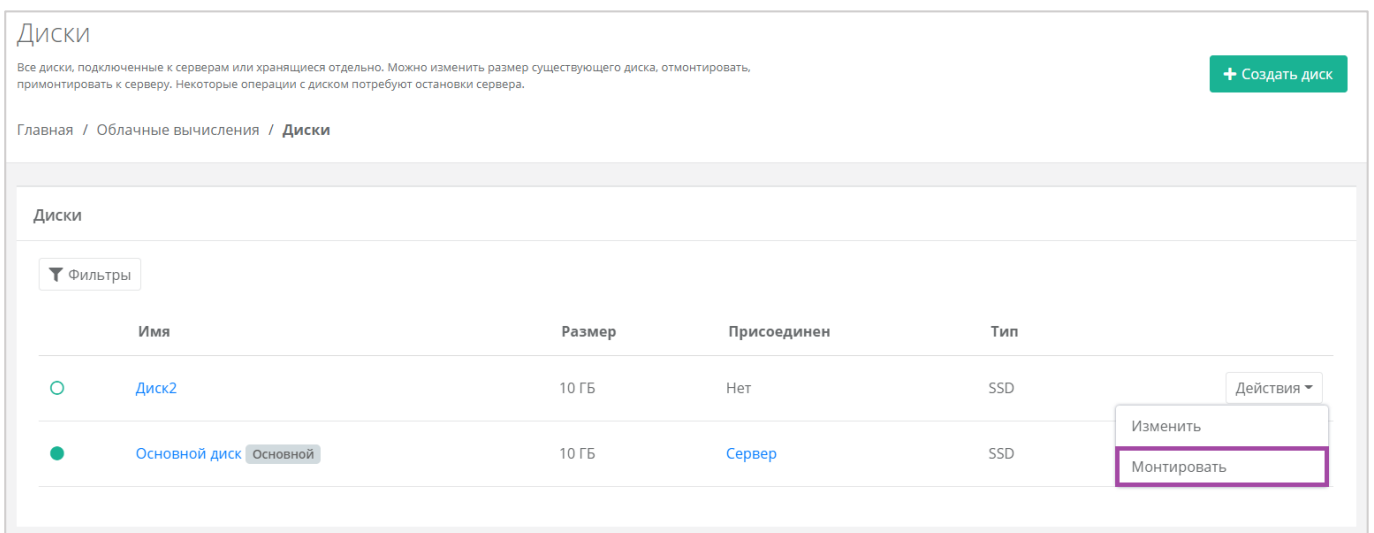 Диски
Все диски, подключенные к серверам или хранящиеся отдельно. Можно изменить размер существующего диска, отмонтировать,
примонтировать к серверу. Некоторые операции с диском потребуют остановки сервера.
+ Создать диск
Главная / Облачные вычисления / Диски
Диски
Фильтры
Имя Размер Присоединен Тип
Диск2 10 ГБ Нет SSD Действия
Изменить
Основной диск Основной 10 ГБ Сервер SSD
Монтировать